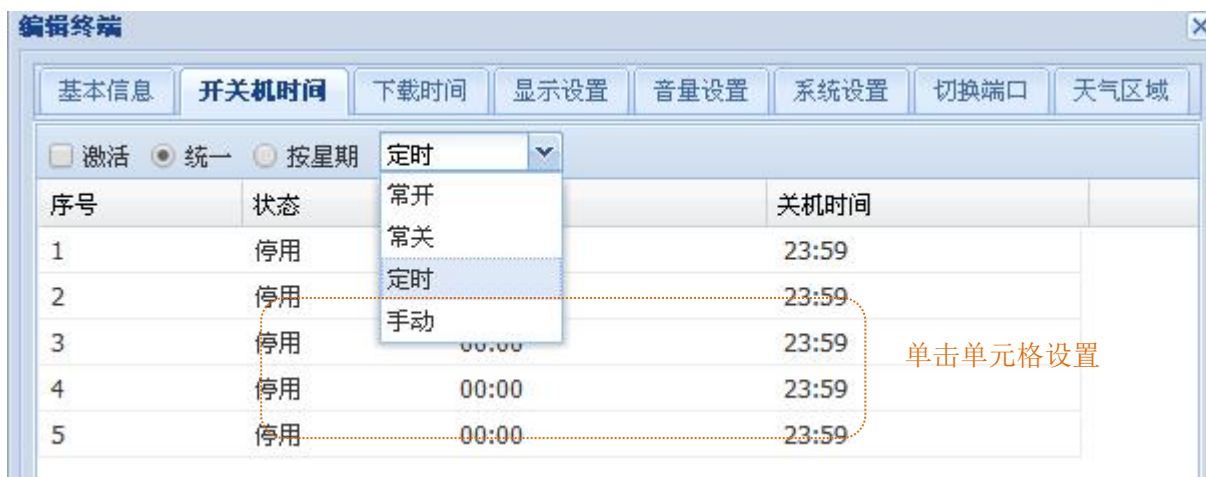 编辑终端
基本信息 开关机时间 下载时间 显示设置 音量设置 系统设置 切换端口 天气区域
激活 统一 按星期 定时
序号 状态 常开 关机时间
1 停用 常关 23:59
2 停用 定时 23:59
3 停用 手动 23:59 单击单元格设置
4 停用 00:00 23:59
5 停用 00:00 23:59